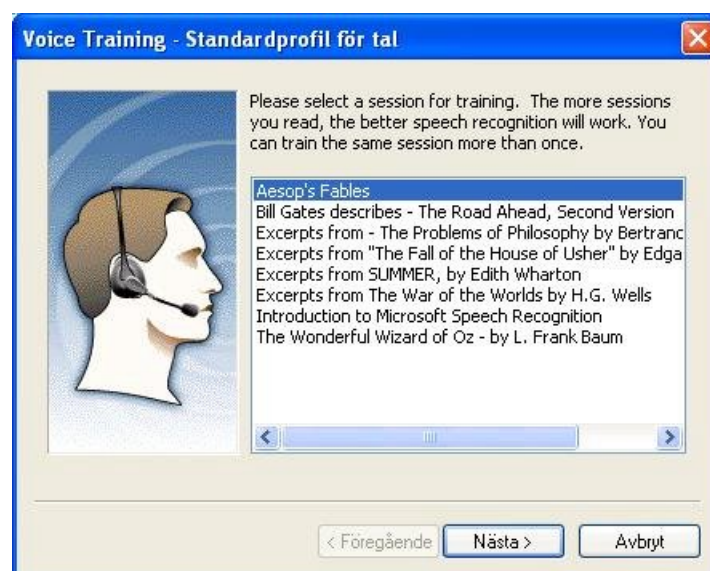 Voice Training - Standardprofil för tal
Please select a session for training. The more sessions
you read, the better speech recognition will work. You
can train the same session more than once.
Aesop's Fables
Bill Gates describes - The Road Ahead, Second Version
Excerpts from - The Problems of Philosophy by Bertranc
Excerpts from "The Fall of the House of Usher" by Edga
Excerpts from SUMMER, by Edith Wharton
Excerpts from The War of the Worlds by H.G. Wells
Introduction to Microsoft Speech Recognition
The Wonderful Wizard of Oz - by L. Frank Baum
< Föregående Nästa > Avbryt